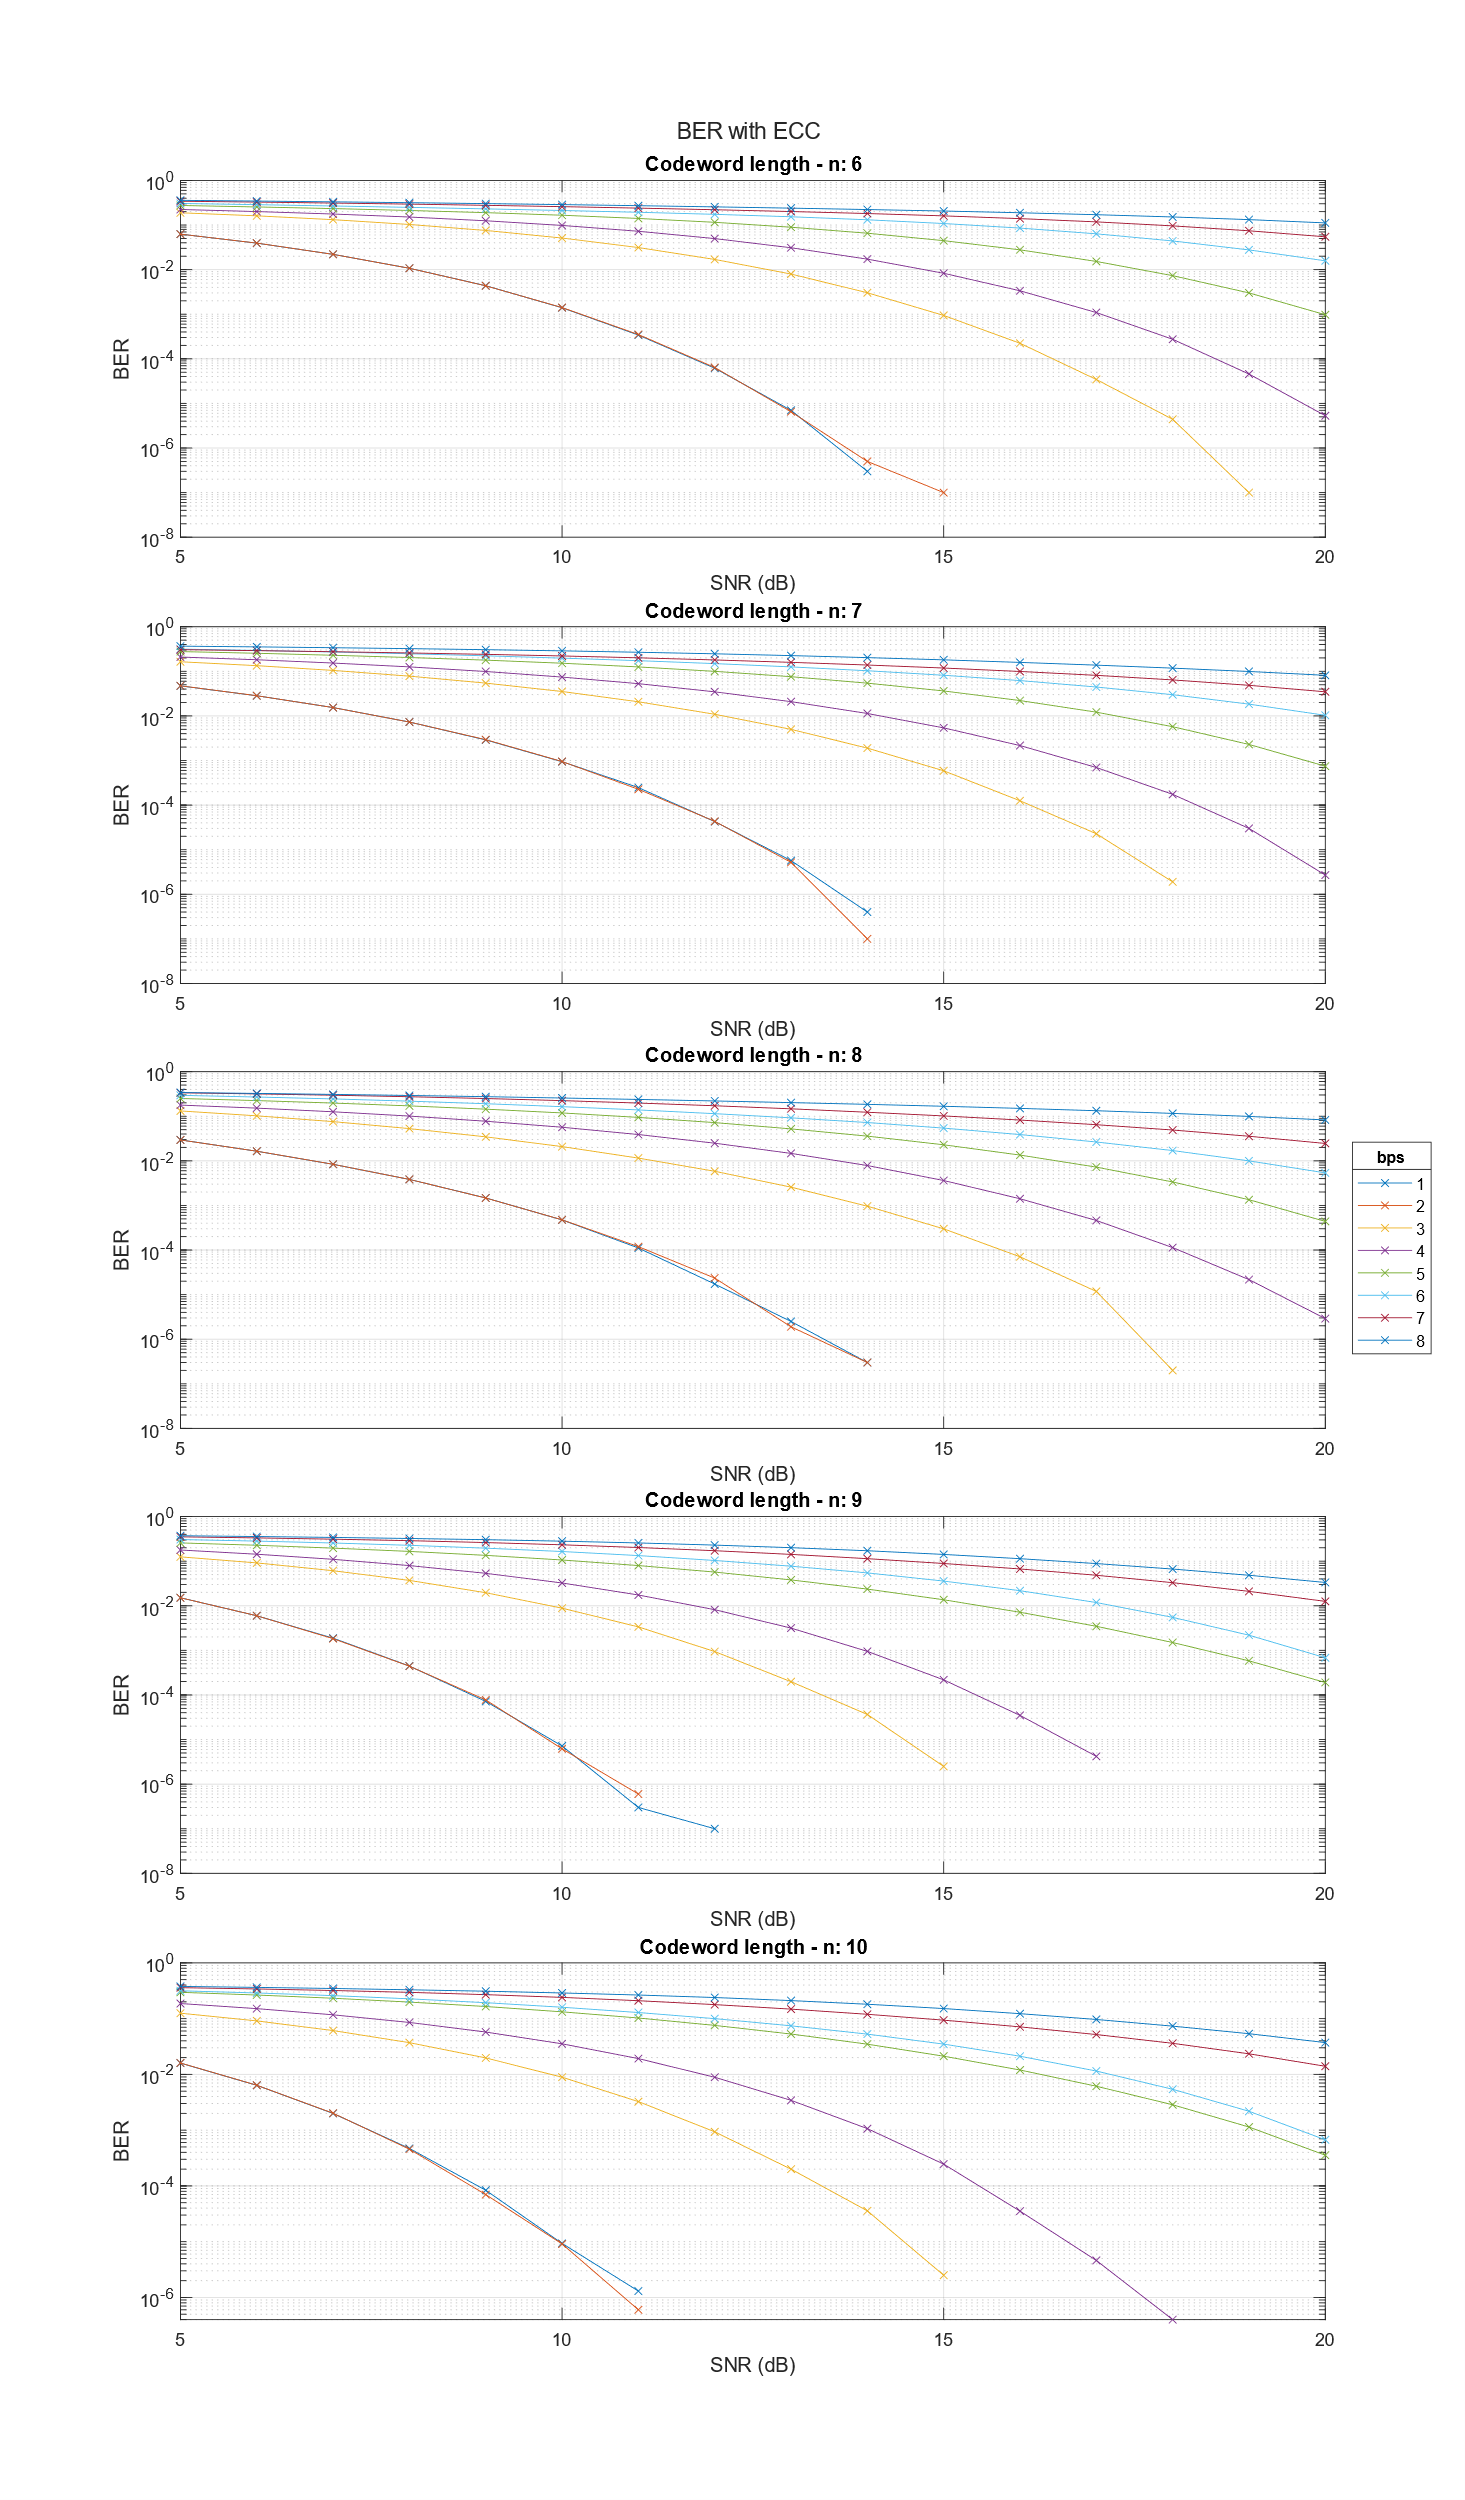 BER with ECC
Codeword length - n: 6
10^0
10^-2
10^-4
10^-6
10^-8
BER
5 10 15 20
SNR (dB)
Codeword length - n: 7
10^0
10^-2
10^-4
10^-6
10^-8
BER
5 10 15 20
SNR (dB)
Codeword length - n: 8
10^0
10^-2
10^-4
10^-6
10^-8
BER
5 10 15 20
SNR (dB)
bps
1
2
3
4
5
6
7
8
Codeword length - n: 9
10^0
10^-2
10^-4
10^-6
10^-8
BER
5 10 15 20
SNR (dB)
Codeword length - n: 10
10^0
10^-2
10^-4
10^-6
BER
5 10 15 20
SNR (dB)